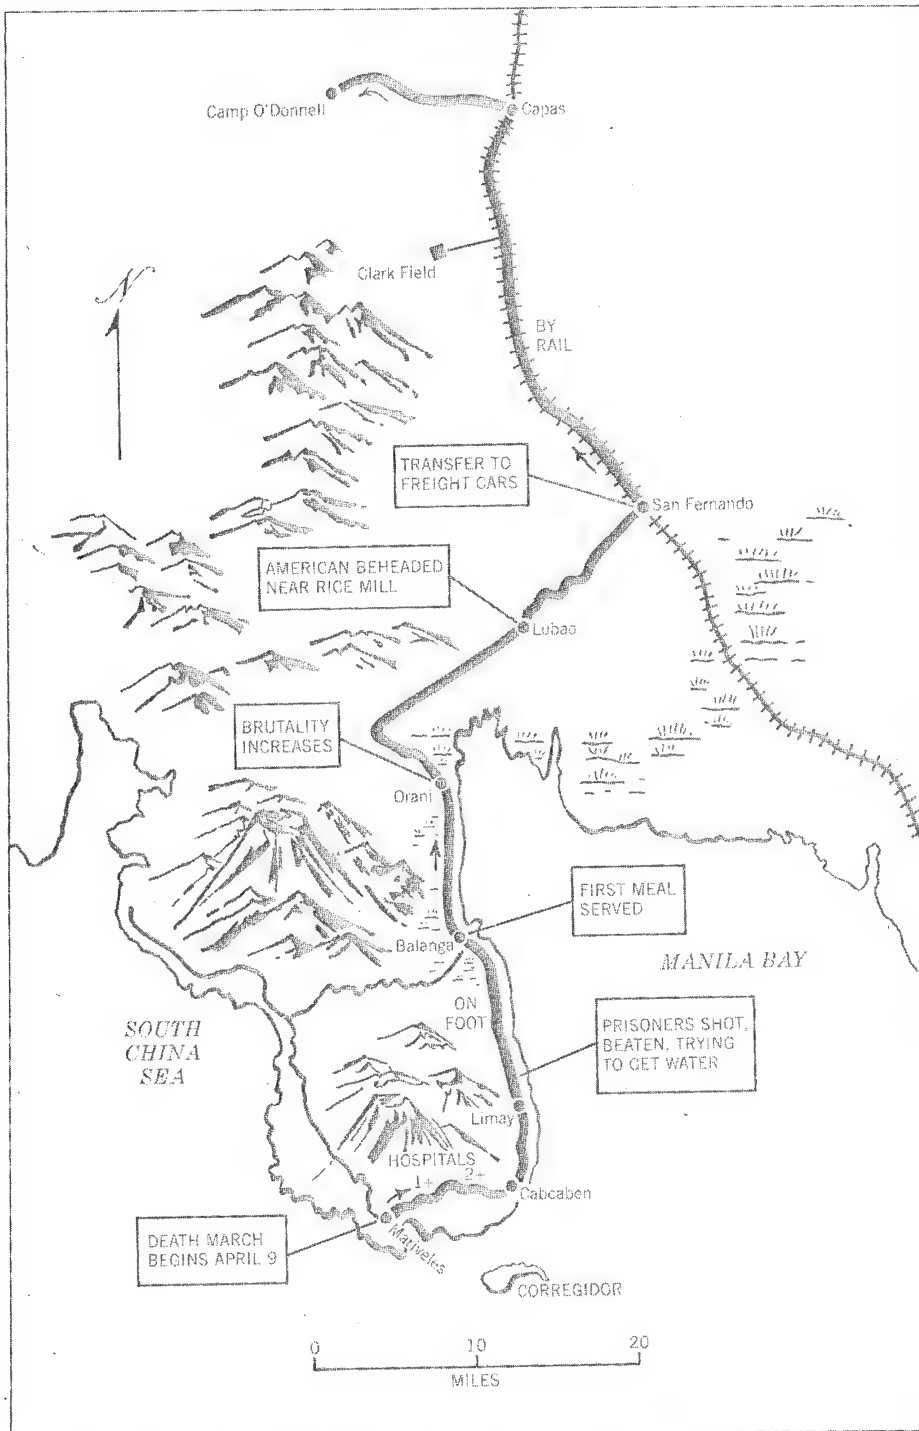 Camp O'Donnell
Capas
Clark Field
N
BY
RAIL
TRANSFER TO
FREIGHT CARS
San Fernando
AMERICAN BEHEADED
NEAR RICE MILL
Lubao
BRUTALITY
INCREASES
Orani
FIRST MEAL
SERVED
Balanga
MANILA BAY
ON
FOOT
SOUTH
CHINA
SEA
PRISONERS SHOT,
BEATEN, TRYING
TO GET WATER
Limay
HOSPITALS
1+ 2+
Cabcaben
DEATH MARCH
BEGINS APRIL 9
Mariveles
CORREGIDOR
0 10 20
MILES